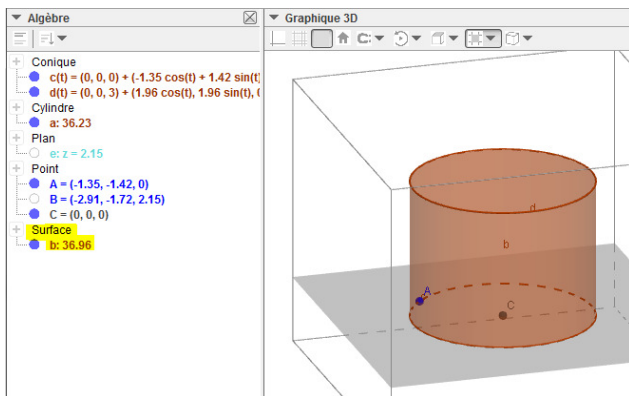 Algèbre
Conique
c(t) = (0, 0, 0) + (-1.35 cos(t) + 1.42 sin(t)
d(t) = (0, 0, 3) + (1.96 cos(t), 1.96 sin(t), 0
Cylindre
a: 36.23
Plan
e: z = 2.15
Point
A = (-1.35, -1.42, 0)
B = (-2.91, -1.72, 2.15)
C = (0, 0, 0)
Surface
b: 36.96
Graphique 3D
d
b
A
C